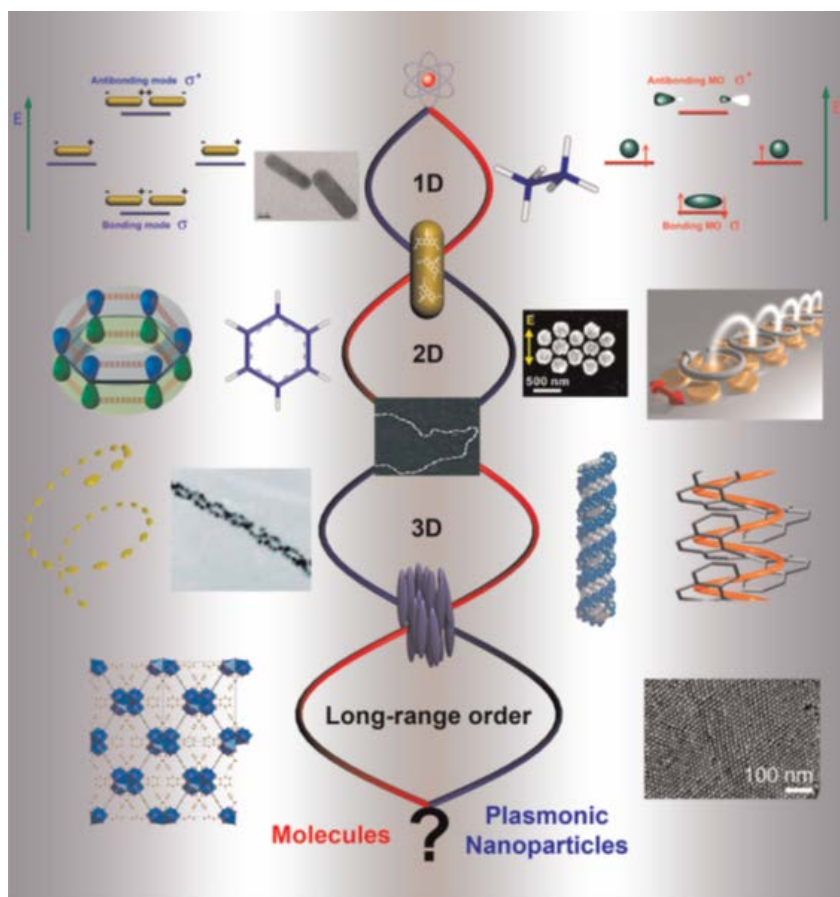 Antibonding mode σ*
E
- ++ -
- +
- +
- + - +
Bonding mode σ
1D
Antibonding MO σ*
E
Bonding MO σ
2D
E
500 nm
3D
Long-range order
100 nm
Molecules
?
Plasmonic
Nanoparticles